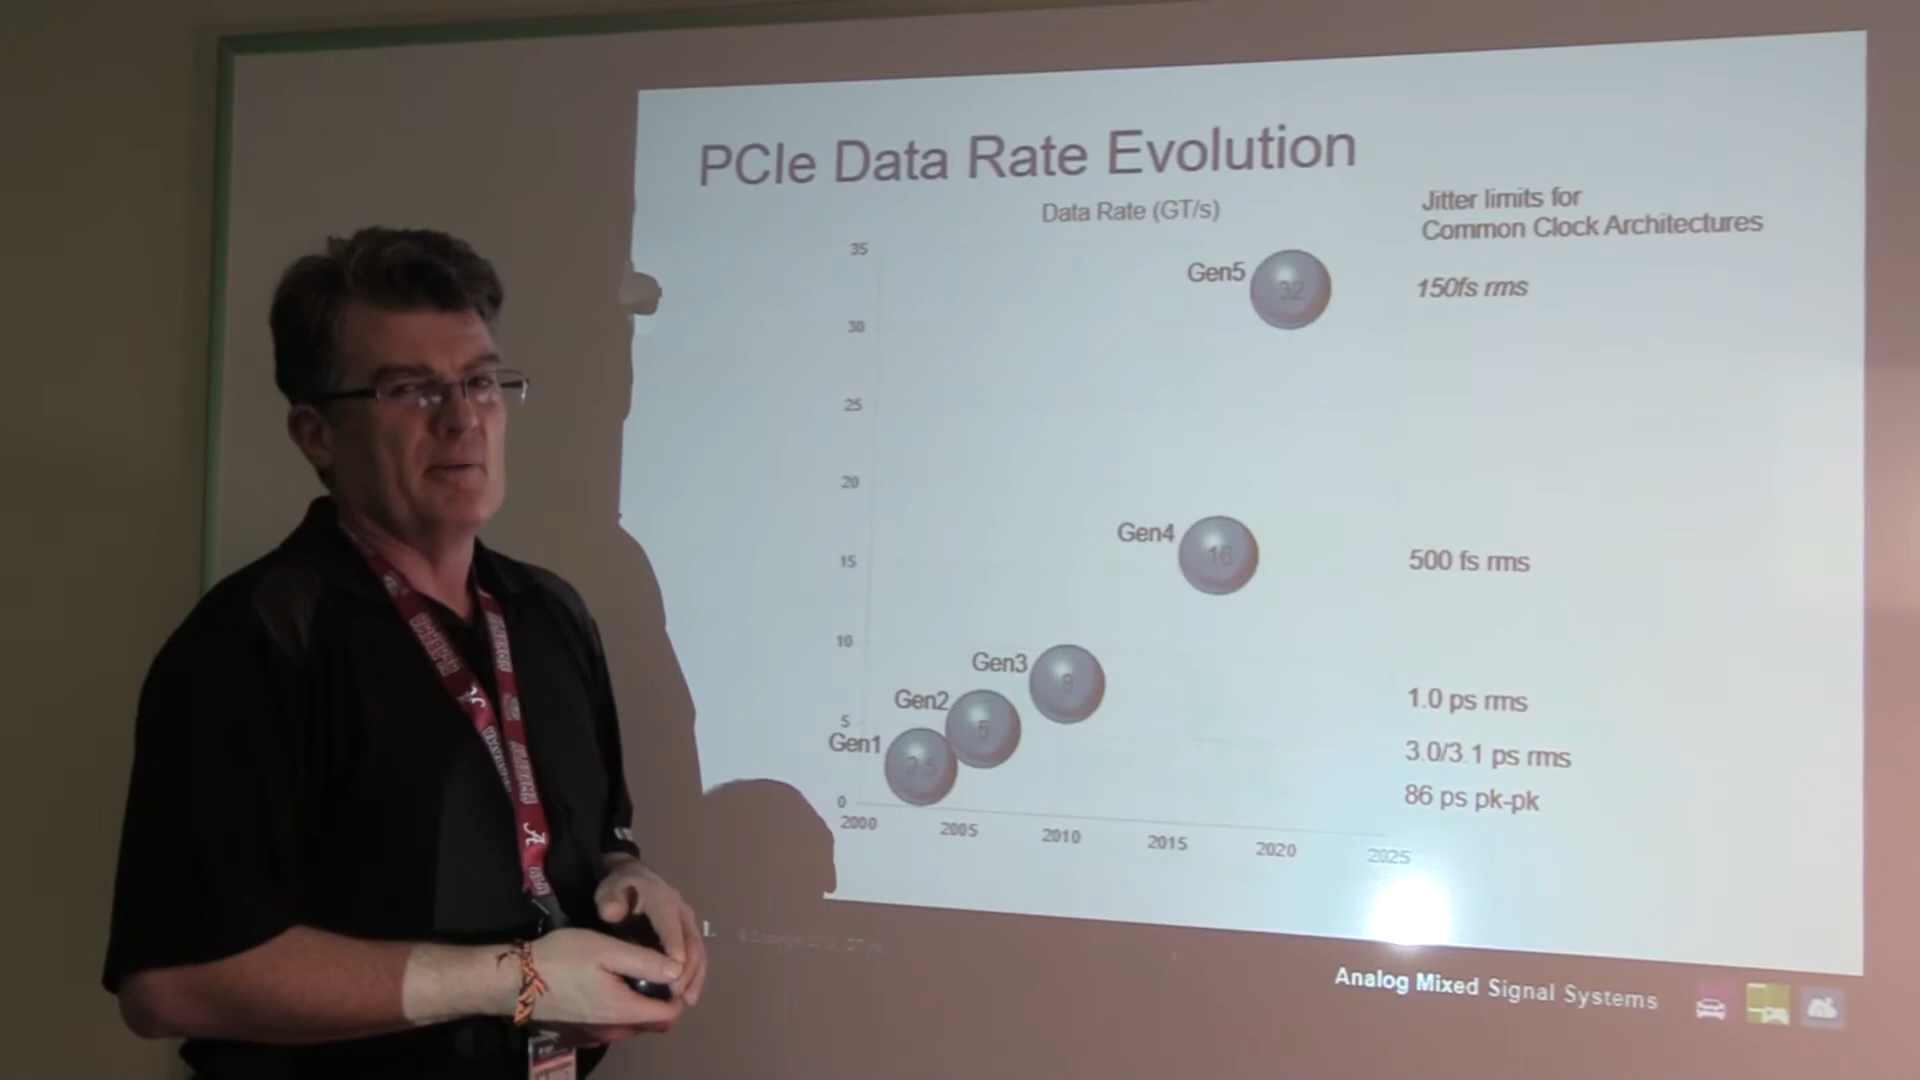 PCIe Data Rate Evolution
Data Rate (GT/s)
Jitter limits for
Common Clock Architectures
35
Gen5
32
150fs rms
30
25
20
Gen4
16
500 fs rms
15
10
Gen3
8
1.0 ps rms
Gen2
5
5
3.0/3.1 ps rms
Gen1
2.5
86 ps pk-pk
0
2000
2005
2010
2015
2020
2025
Analog Mixed Signal Systems
ALABAMA
ALABAMA